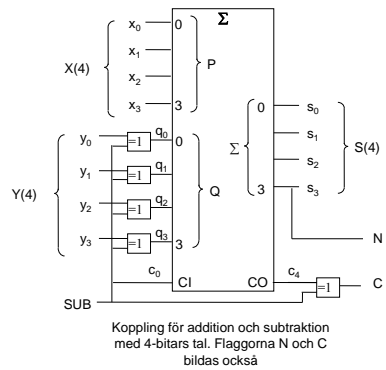 Σ
x₀ 0
x₁
X(4) P
x₂
x₃ 3
0 s₀
s₁
Σ S(4)
s₂
3 s₃
y₀ =1 q₀ 0
y₁ =1 q₁
Y(4) Q
y₂ =1 q₂
y₃ =1 q₃ 3
N
c₀ CI CO c₄ =1 C
SUB
Koppling för addition och subtraktion
med 4-bitars tal. Flaggorna N och C
bildas också